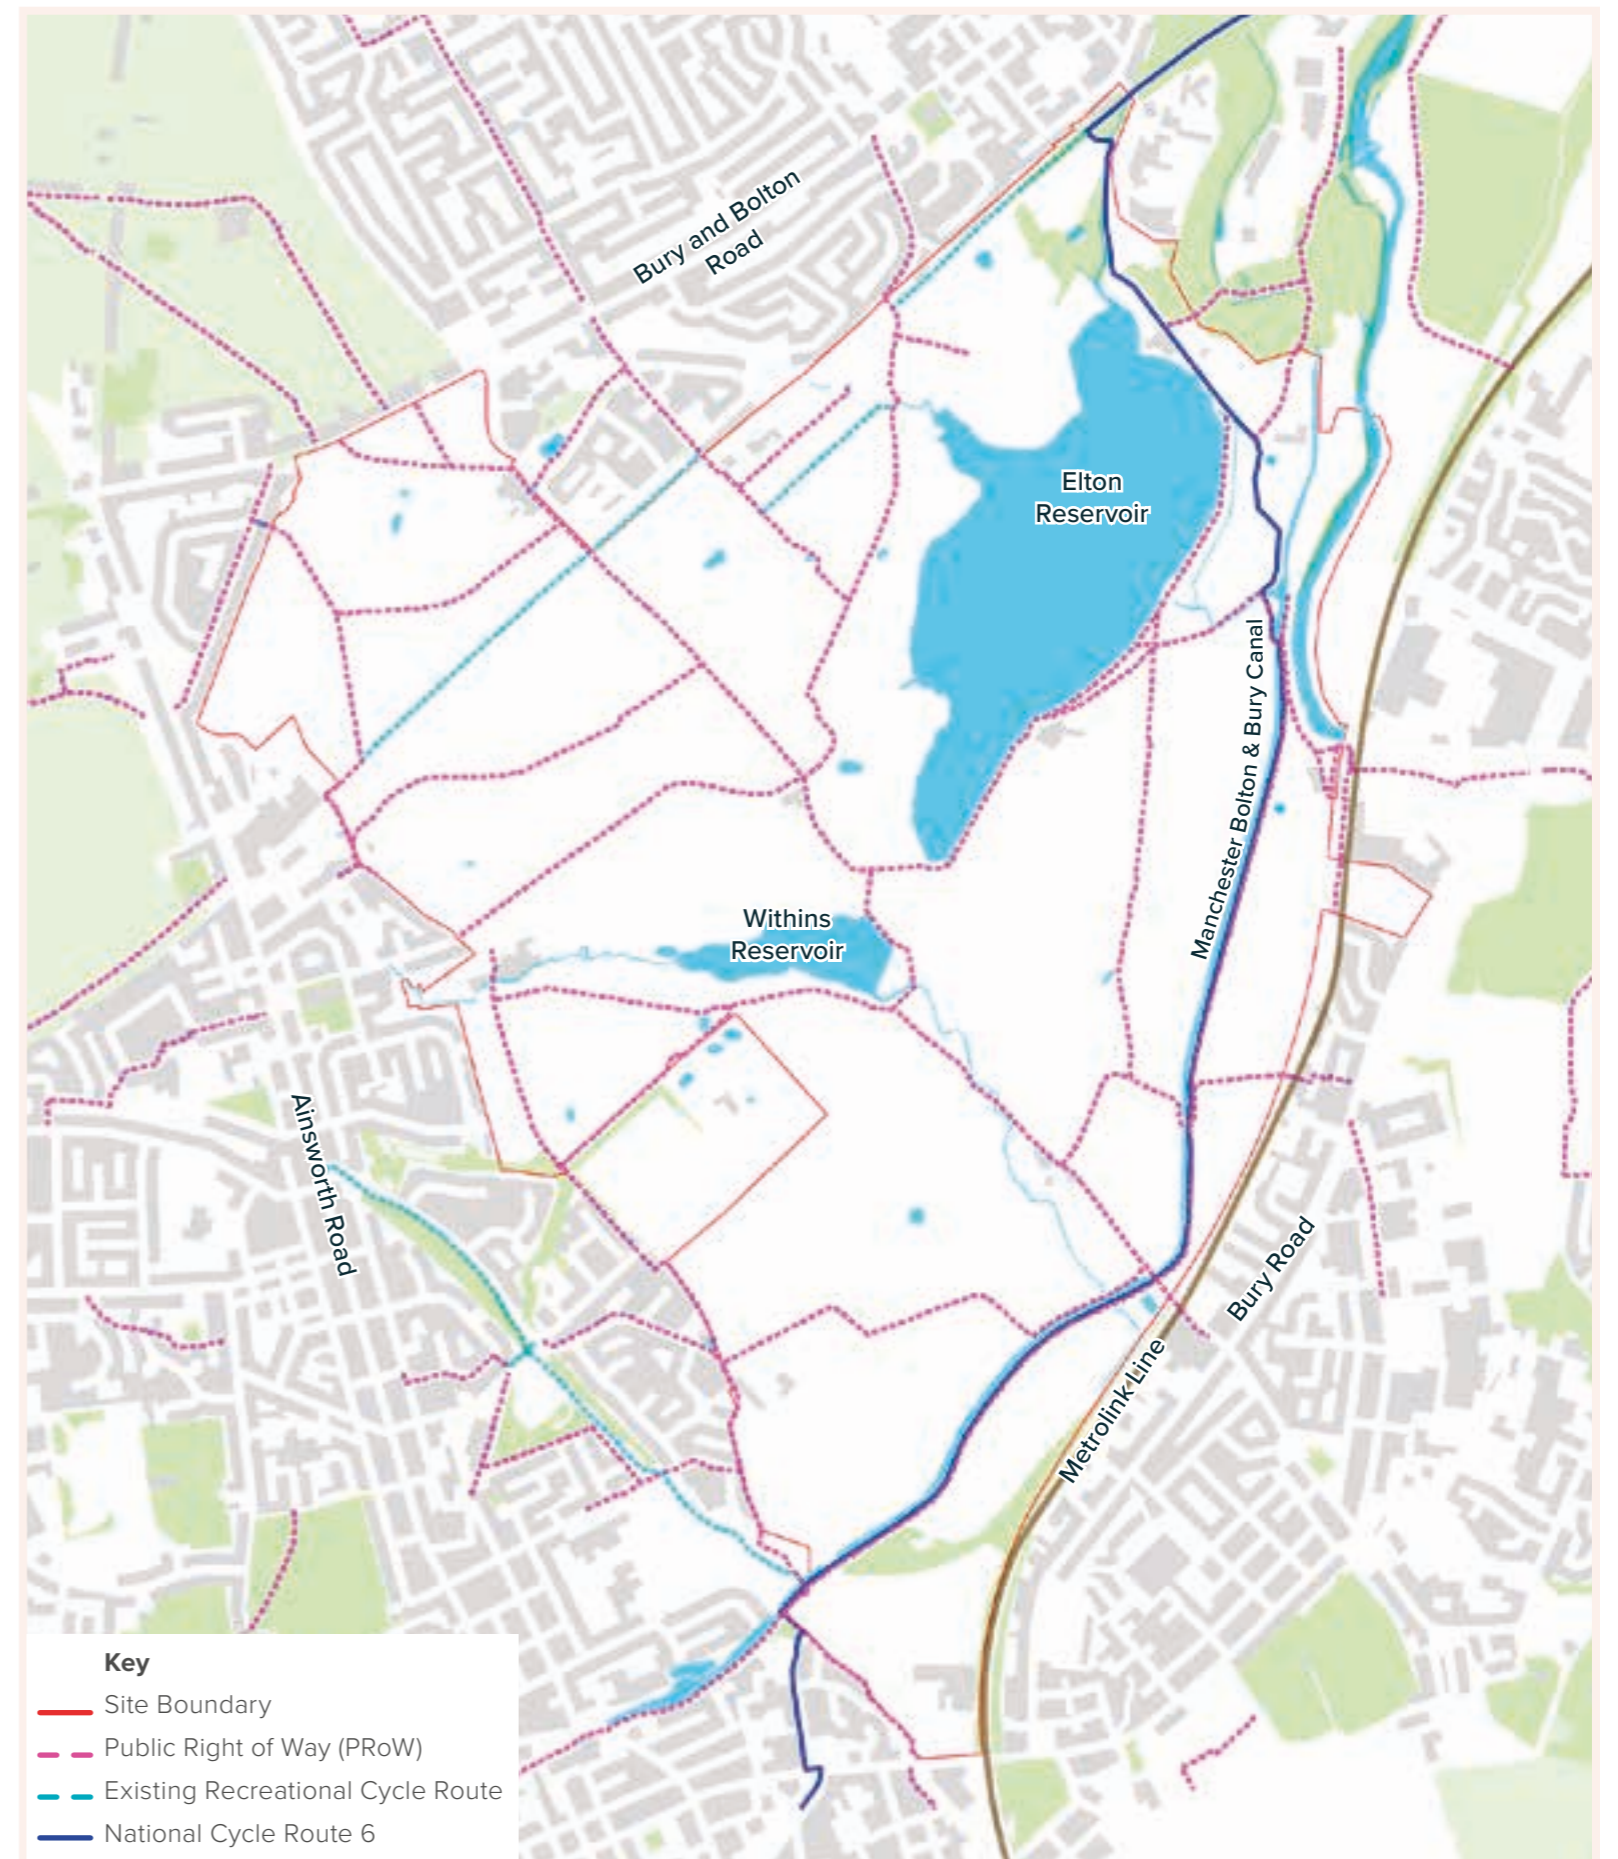 Bury and Bolton
Road
Elton
Reservoir
Manchester Bolton & Bury Canal
Withins
Reservoir
Ainsworth Road
Bury Road
Metrolink Line
Key
Site Boundary
Public Right of Way (PRoW)
Existing Recreational Cycle Route
National Cycle Route 6